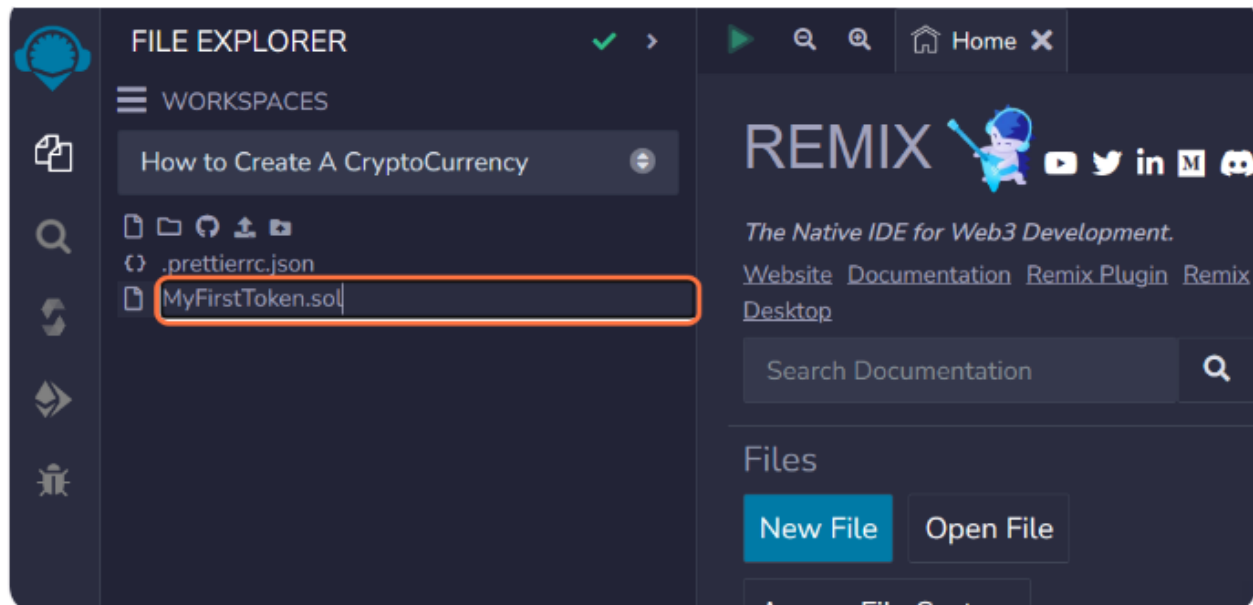 FILE EXPLORER
WORKSPACES
How to Create A CryptoCurrency
.prettierrc.json
MyFirstToken.sol
Home
REMIX
The Native IDE for Web3 Development.
Website Documentation Remix Plugin Remix
Desktop
Search Documentation
Files
New File Open File